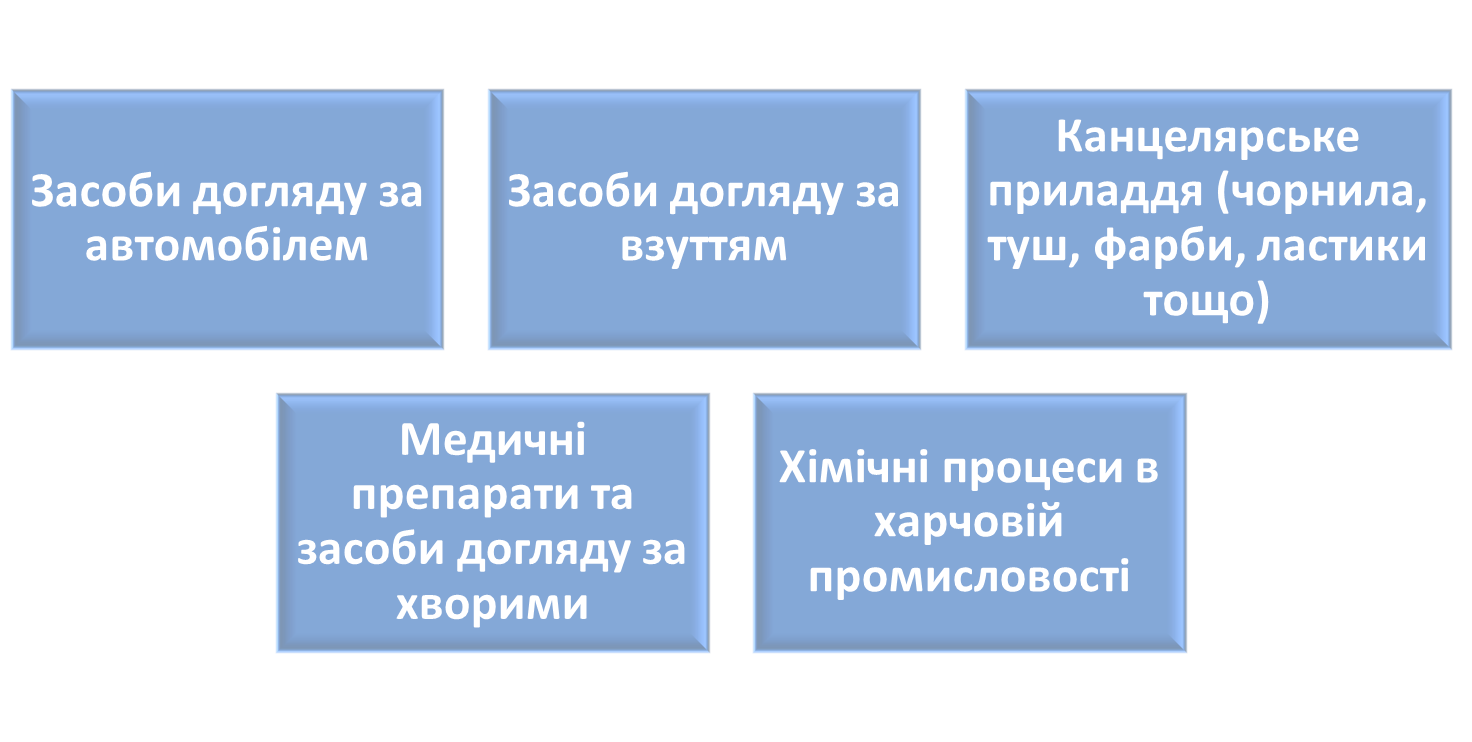 Засоби догляду за
автомобілем
Засоби догляду за
взуттям
Канцелярське
приладдя (чорнила,
туш, фарби, ластики
тощо)
Медичні
препарати та
засоби догляду за
хворими
Хімічні процеси в
харчовій
промисловості